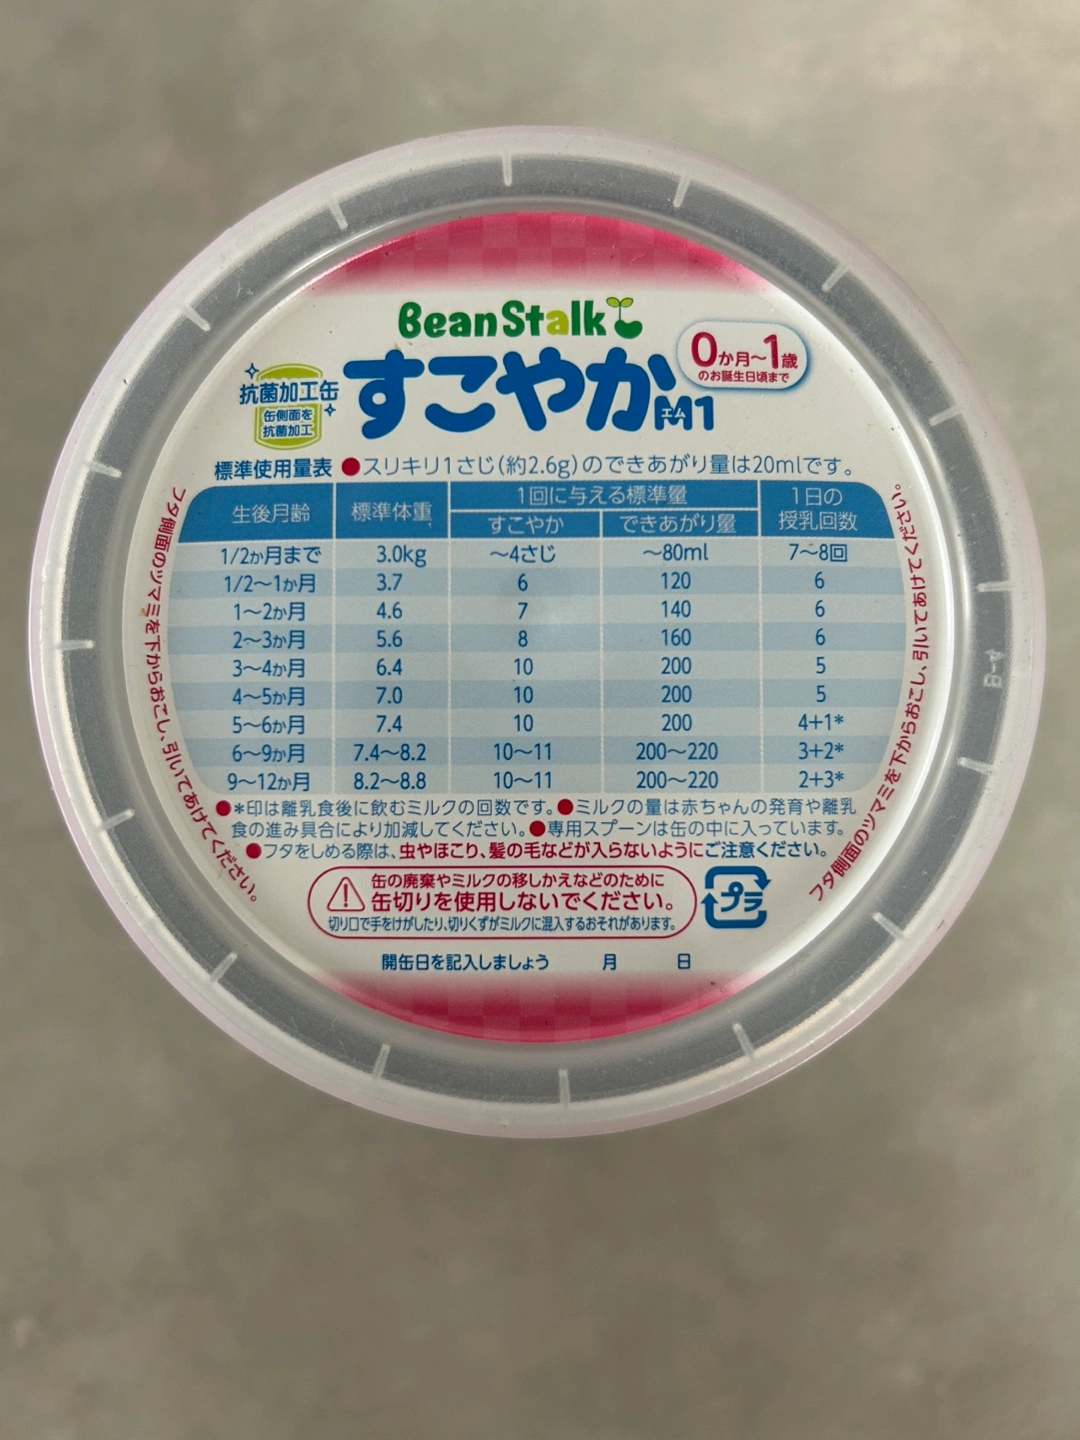 BeanStalk
すこやかM1
エム
0か月～1歳
のお誕生日頃まで
抗菌加工缶
缶側面を
抗菌加工
標準使用量表 ●スリキリ1さじ(約2.6g)のできあがり量は20mlです。
生後月齢 標準体重 1回に与える標準量 1日の授乳回数
すこやか できあがり量
1/2か月まで 3.0kg ～4さじ ～80ml 7～8回
1/2～1か月 3.7 6 120 6
1～2か月 4.6 7 140 6
2～3か月 5.6 8 160 6
3～4か月 6.4 10 200 5
4～5か月 7.0 10 200 5
5～6か月 7.4 10 200 4+1*
6～9か月 7.4～8.2 10～11 200～220 3+2*
9～12か月 8.2～8.8 10～11 200～220 2+3*
●*印は離乳食後に飲むミルクの回数です。●ミルクの量は赤ちゃんの発育や離乳
食の進み具合により加減してください。●専用スプーンは缶の中に入っています。
●フタをしめる際は、虫やほこり、髪の毛などが入らないようにご注意ください。
缶の廃棄やミルクの移しかえなどのために
缶切りを使用しないでください。
切り口で手をけがしたり、切りくずがミルクに混入するおそれがあります。
プラ
開缶日を記入しましょう 月 日
フタ側面のツマミを下からおこし、引いてあけてください。
フタ側面のツマミを下からおこし、引いてあけてください。